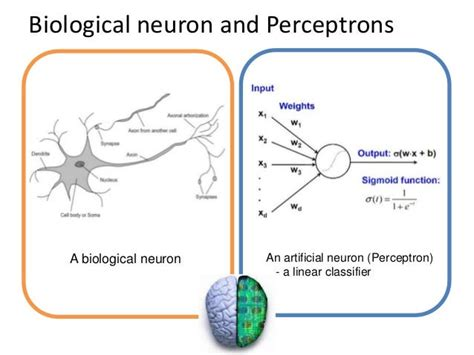 Biological neuron and Perceptrons
Axonal arborization
Axon from another cell
Synapse
Dendrite
Axon
Nucleus
Synapse
Cell body or Soma
A biological neuron
Input
Weights
x1
w1
x2
w2
x3
w3
xd
wd
Output: σ(w·x + b)
Sigmoid function:
σ(t) = 1 / 1 + e^-t
An artificial neuron (Perceptron)
- a linear classifier